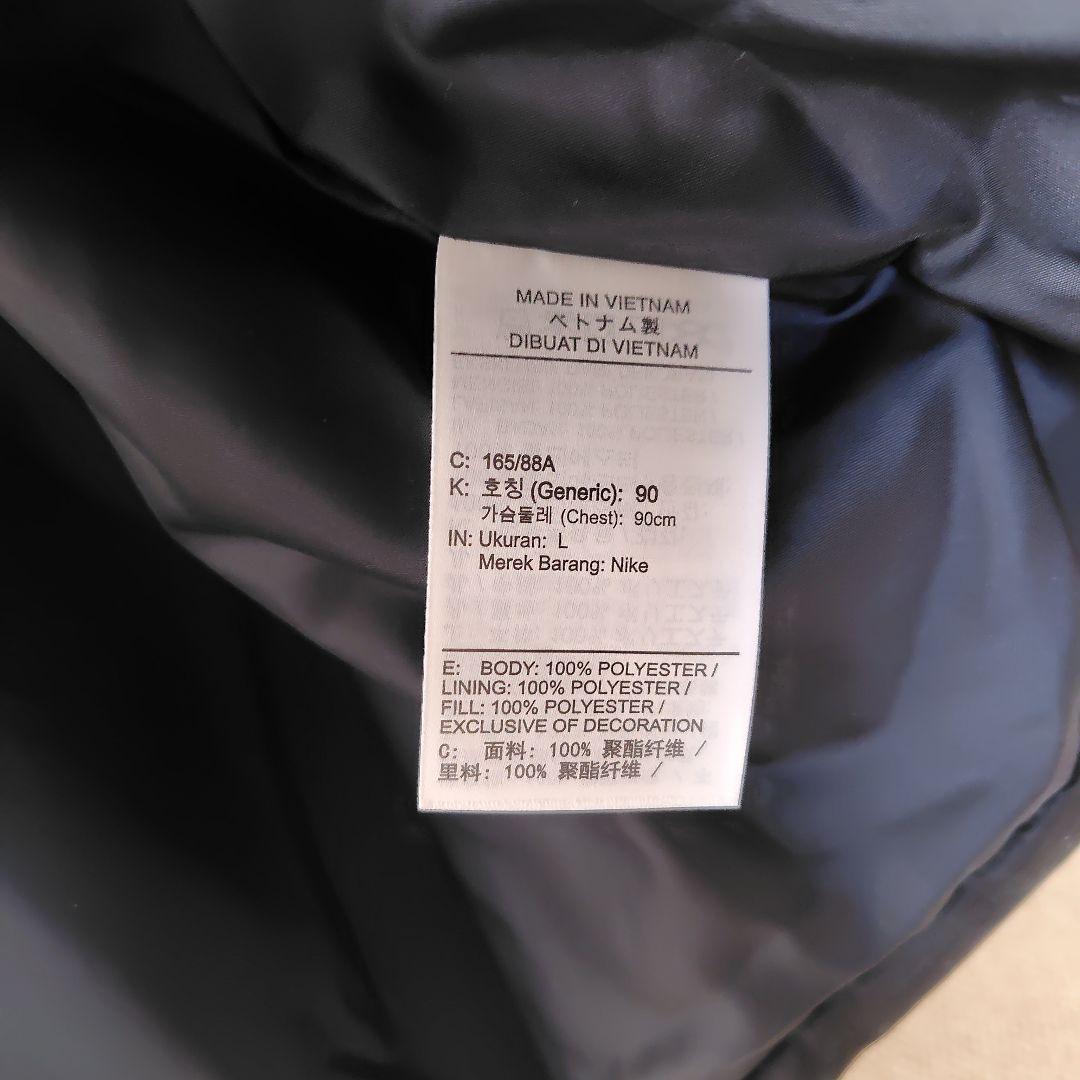 MADE IN VIETNAM
ベトナム製
DIBUAT DI VIETNAM
C: 165/88A
K: 호칭 (Generic): 90
가슴둘레 (Chest): 90cm
IN: Ukuran: L
Merek Barang: Nike
E: BODY: 100% POLYESTER /
LINING: 100% POLYESTER /
FILL: 100% POLYESTER /
EXCLUSIVE OF DECORATION
C: 面料: 100% 聚酯纤维 /
里料: 100% 聚酯纤维 /